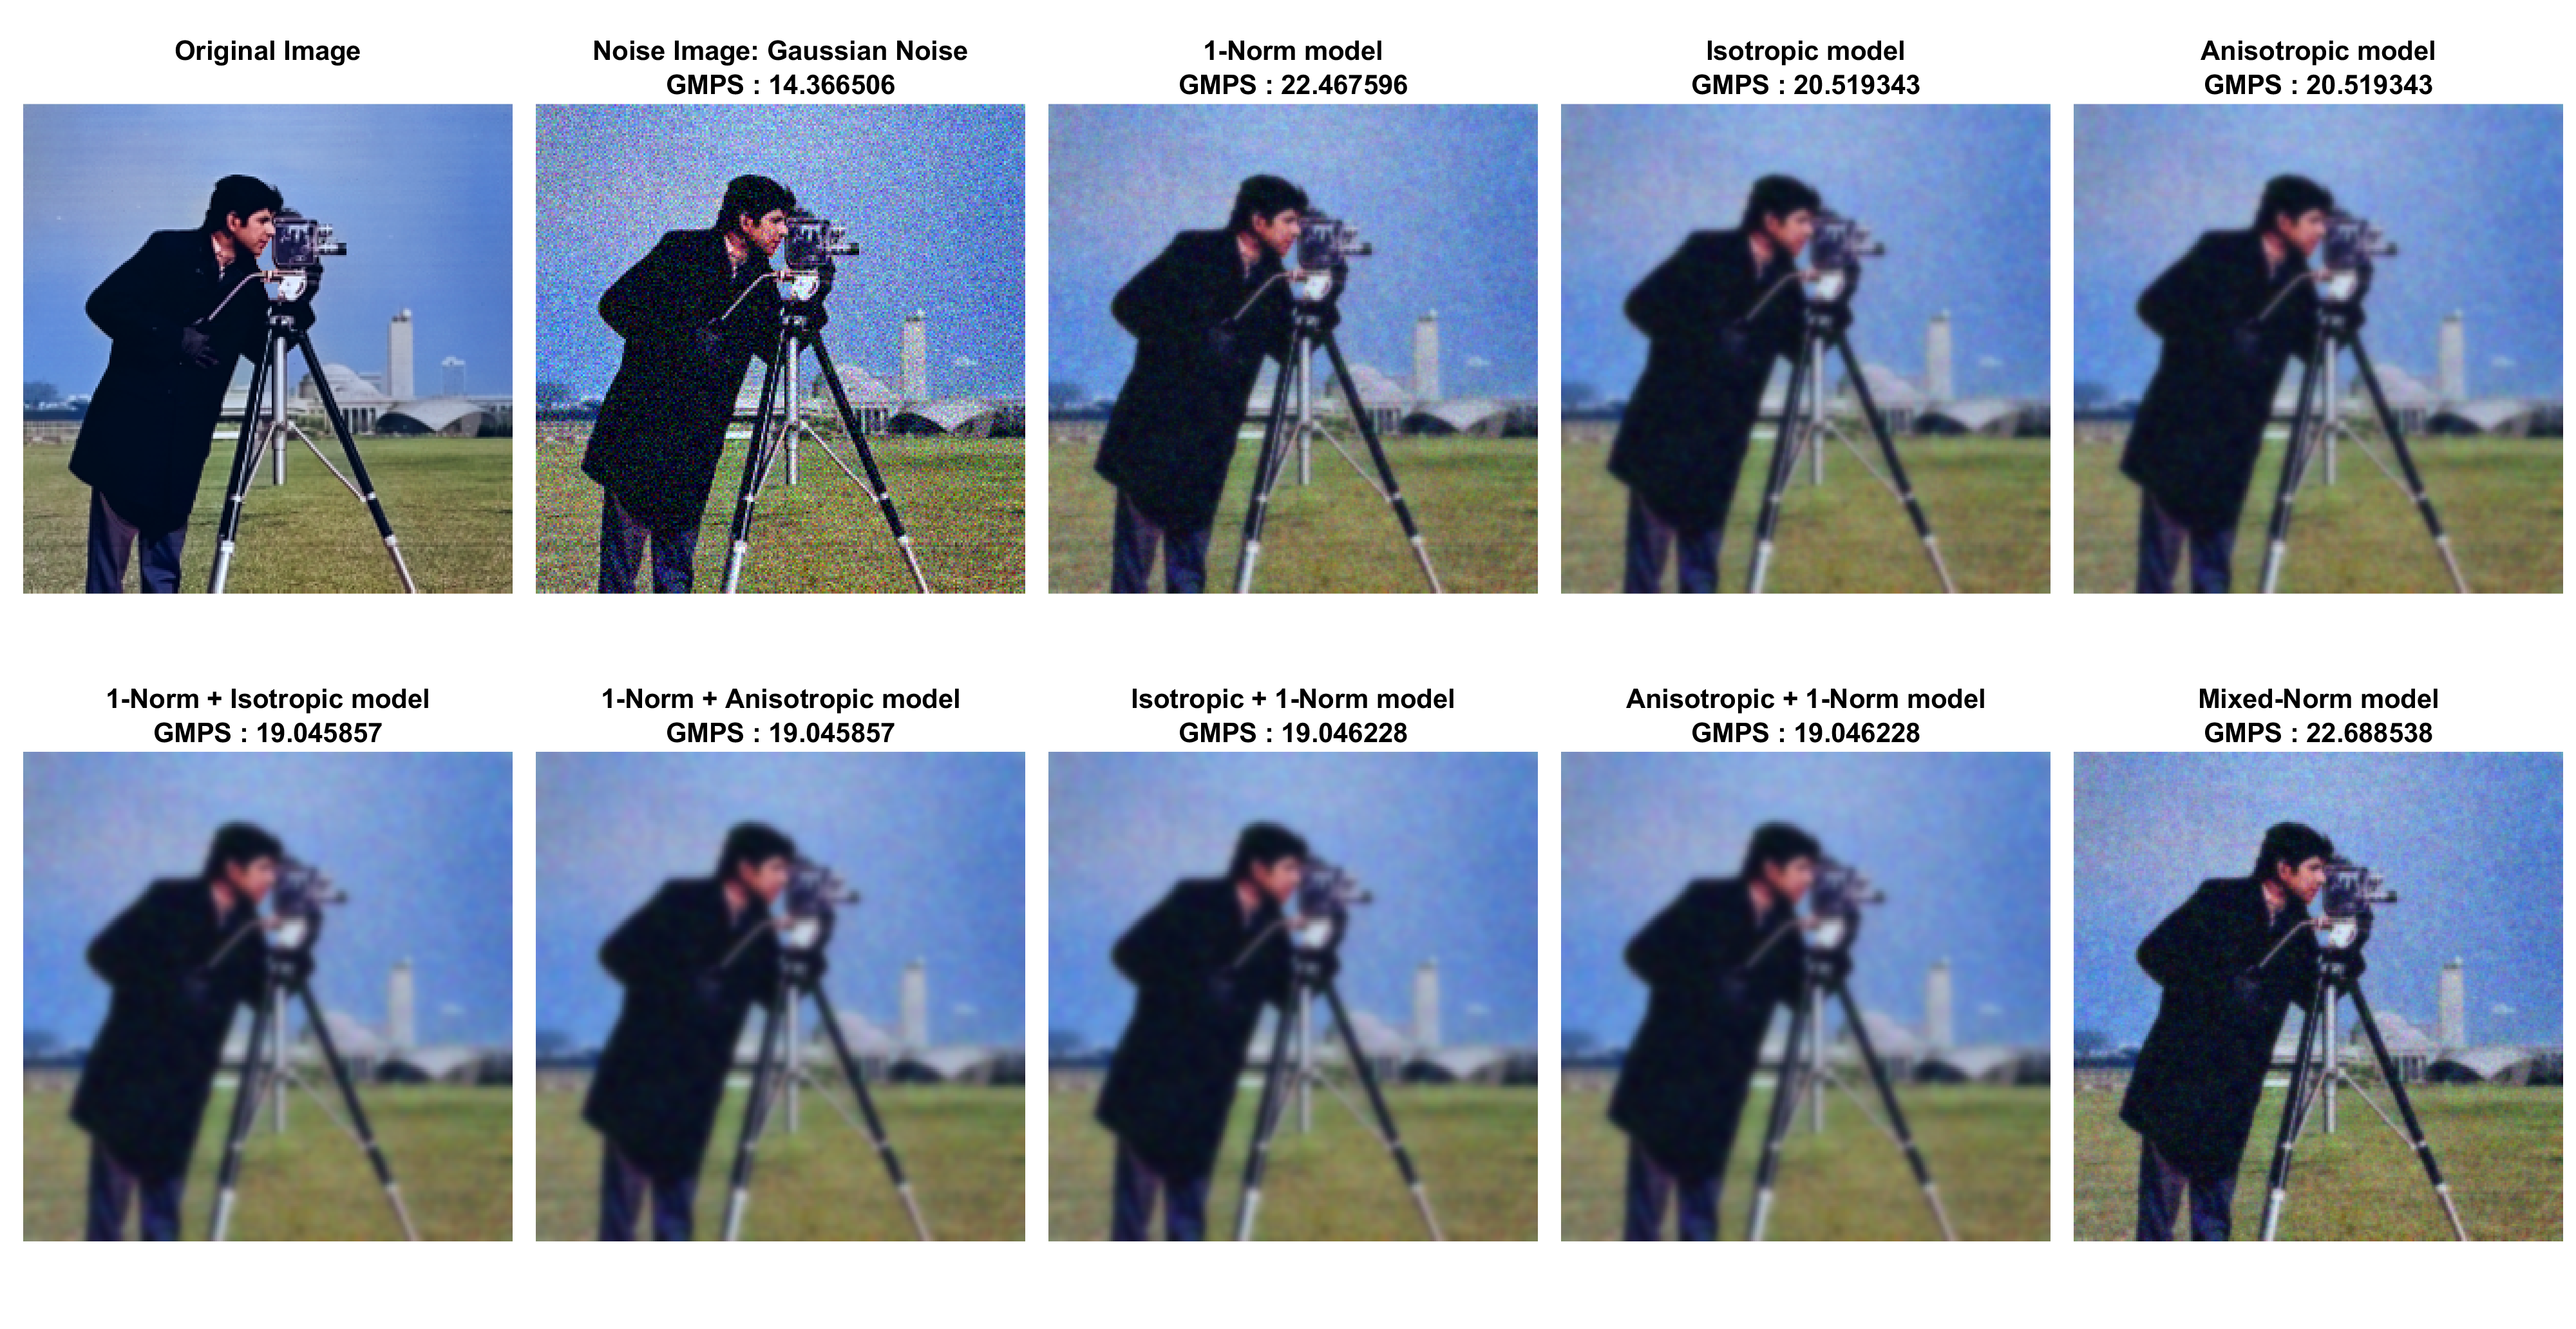 Original Image
Noise Image: Gaussian Noise
GMPS : 14.366506
1-Norm model
GMPS : 22.467596
Isotropic model
GMPS : 20.519343
Anisotropic model
GMPS : 20.519343
1-Norm + Isotropic model
GMPS : 19.045857
1-Norm + Anisotropic model
GMPS : 19.045857
Isotropic + 1-Norm model
GMPS : 19.046228
Anisotropic + 1-Norm model
GMPS : 19.046228
Mixed-Norm model
GMPS : 22.688538